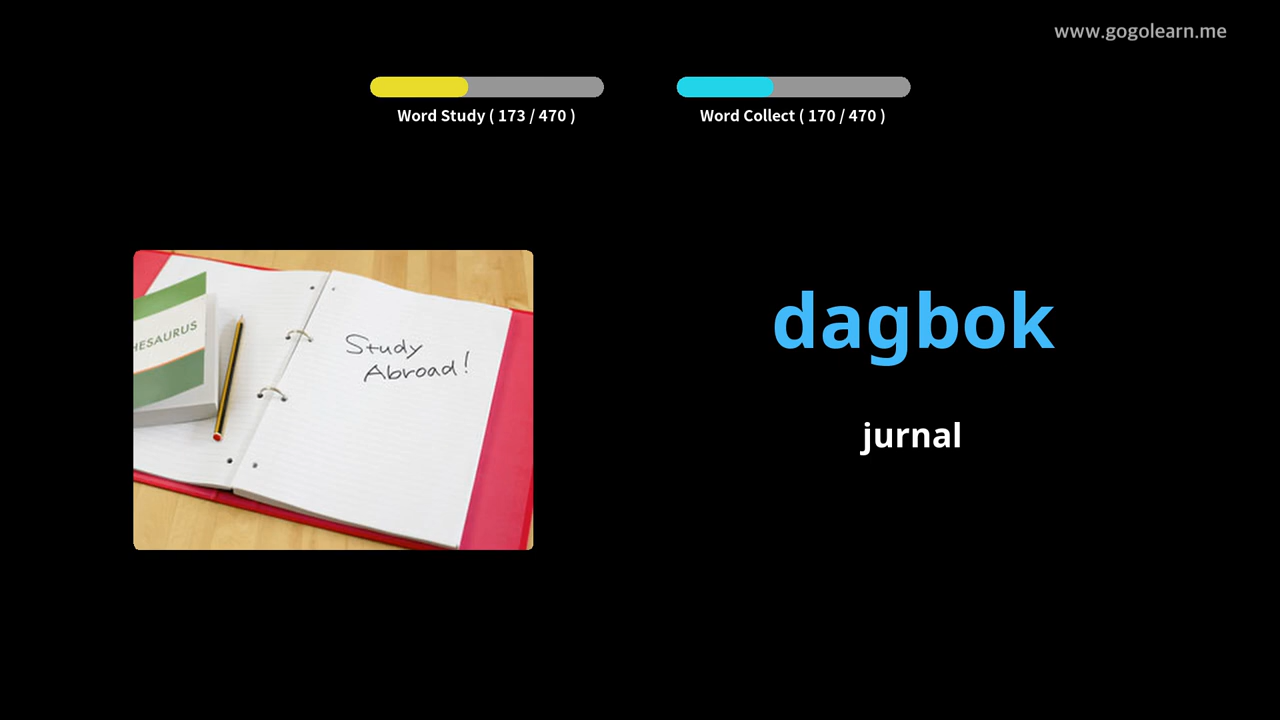 www.gogolearn.me
Word Study ( 173 / 470 )
Word Collect ( 170 / 470 )
HESAURUS
Study
Abroad!
dagbok
jurnal